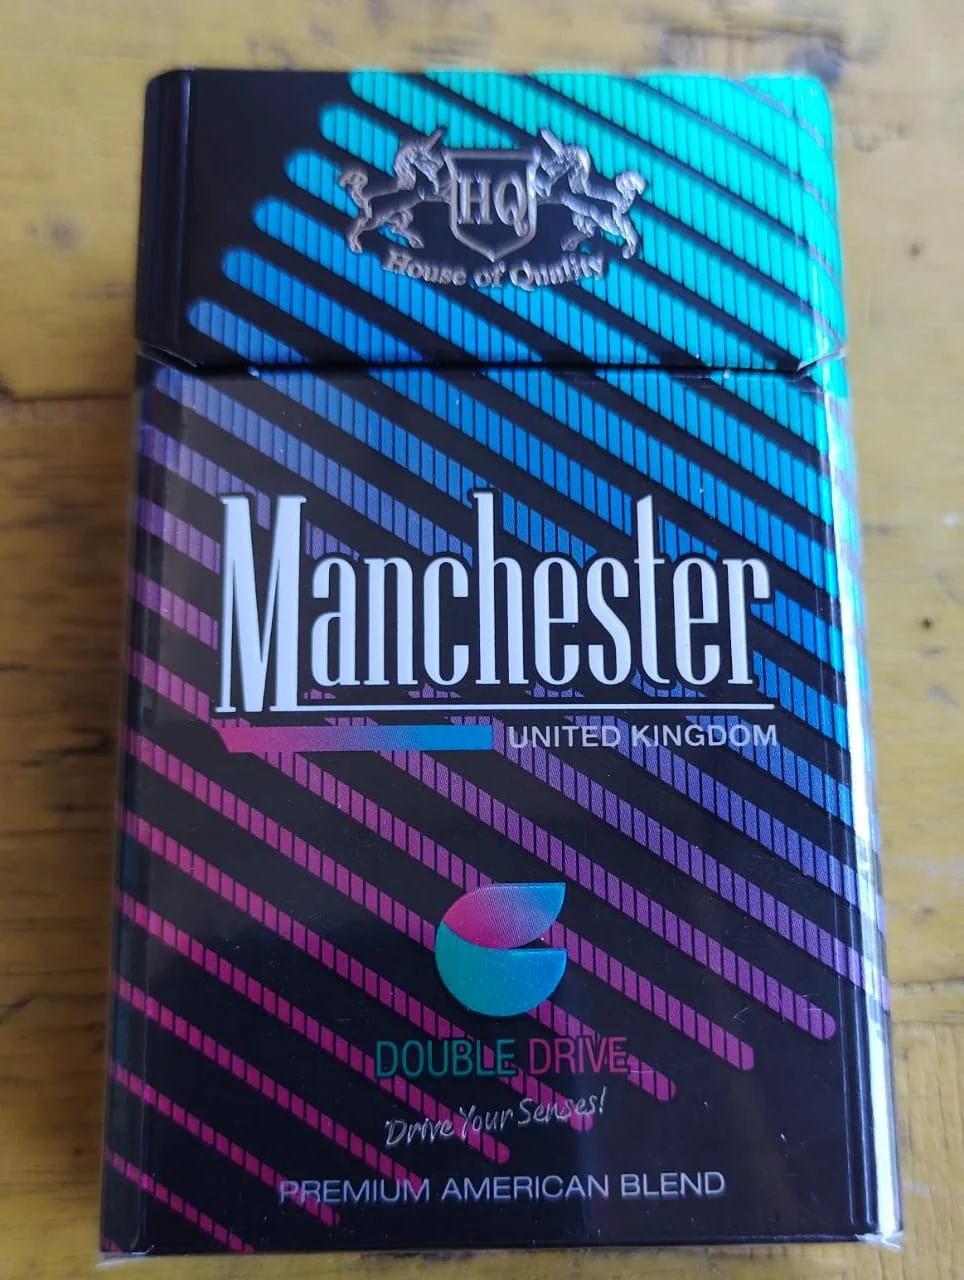 HQ
House of Quality
Manchester
UNITED KINGDOM
DOUBLE DRIVE
Drive Your Senses!
PREMIUM AMERICAN BLEND